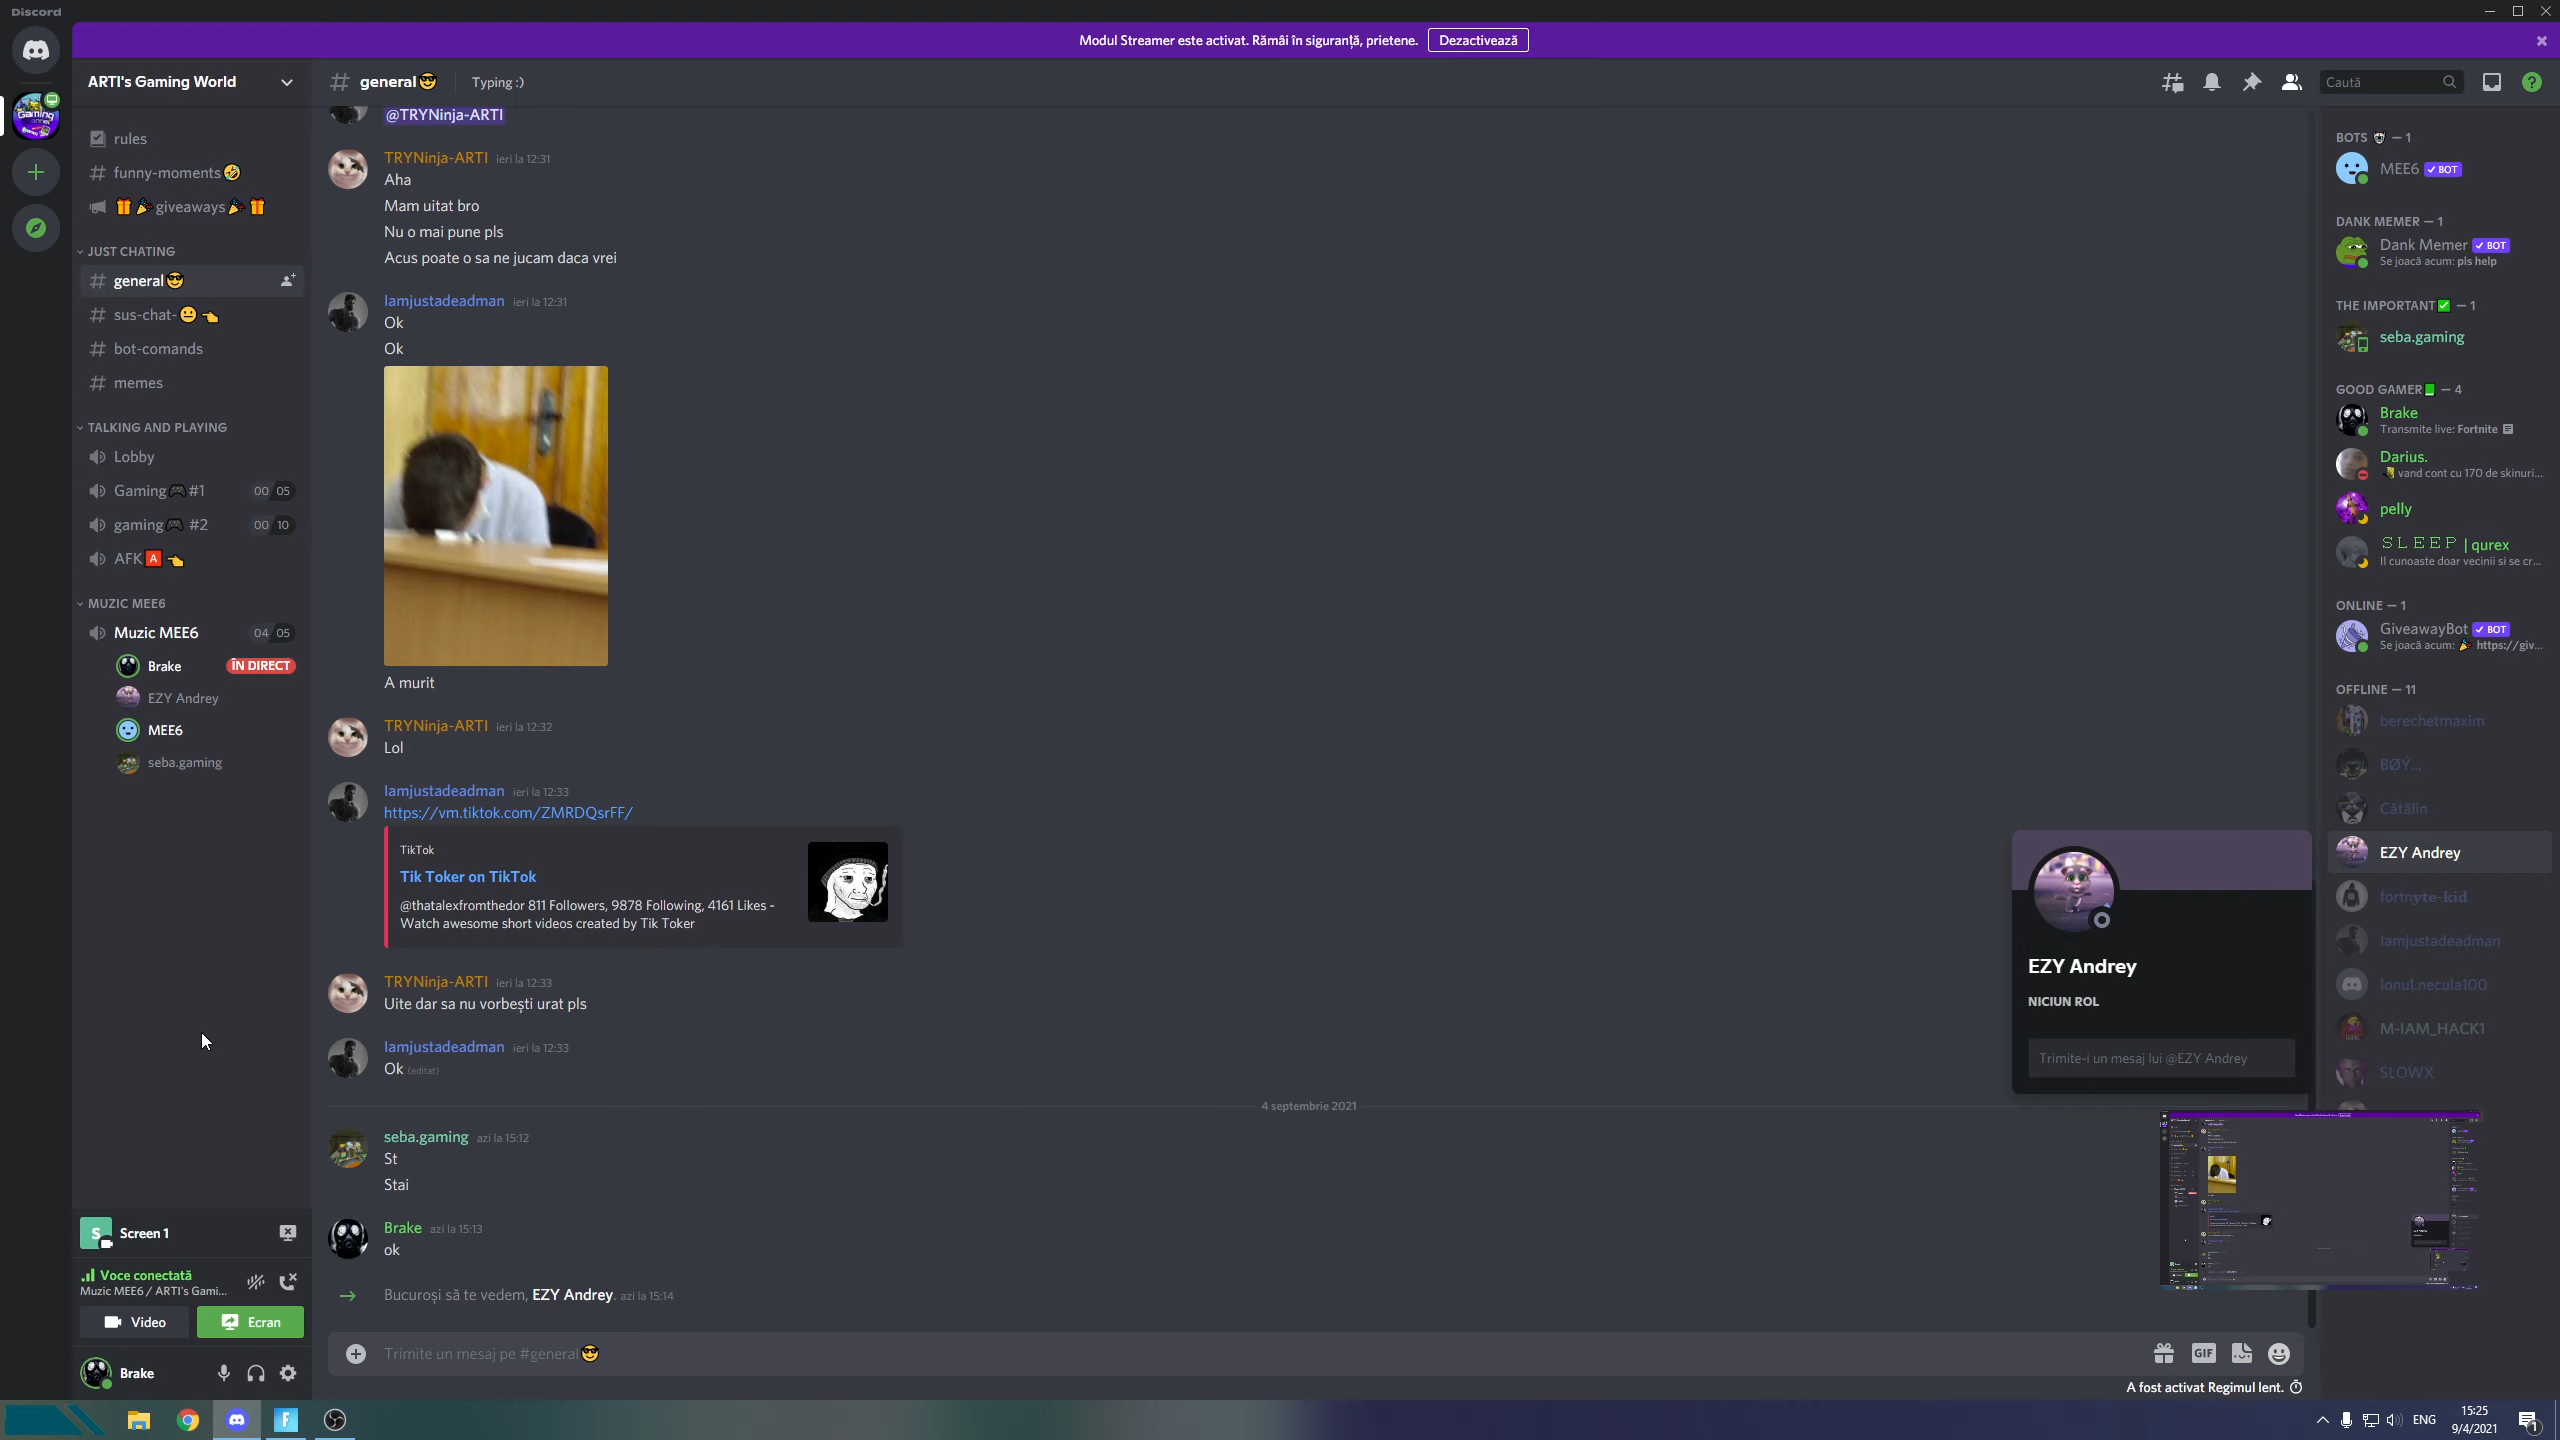 Discord
Modul Streamer este activat. Rămâi în siguranță, prietene. Dezactivează
ARTI's Gaming World
general😎 Typing :)
Caută
rules
funny-moments🤣
🎁🎉giveaways🎉🎁
JUST CHATING
general😎
sus-chat-😐👈
bot-comands
memes
TALKING AND PLAYING
Lobby
Gaming🎮#1 00 05
gaming🎮 #2 00 10
AFK🅰👈
MUZIC MEE6
Muzic MEE6 04 05
Brake ÎN DIRECT
EZY Andrey
MEE6
seba.gaming
Screen 1
Voce conectată
Muzic MEE6 / ARTI's Gami...
Video Ecran
Brake
@TRYNinja-ARTI
TRYNinja-ARTI ieri la 12:31
Aha
Mam uitat bro
Nu o mai pune pls
Acus poate o sa ne jucam daca vrei
Iamjustadeadman ieri la 12:31
Ok
Ok
A murit
TRYNinja-ARTI ieri la 12:32
Lol
Iamjustadeadman ieri la 12:33
https://vm.tiktok.com/ZMRDQsrFF/
TikTok
Tik Toker on TikTok
@thatalexfromthedor 811 Followers, 9878 Following, 4161 Likes -
Watch awesome short videos created by Tik Toker
TRYNinja-ARTI ieri la 12:33
Uite dar sa nu vorbești urat pls
Iamjustadeadman ieri la 12:33
Ok (editat)
4 septembrie 2021
seba.gaming azi la 15:12
St
Stai
Brake azi la 15:13
ok
Bucuroși să te vedem, EZY Andrey. azi la 15:14
Trimite un mesaj pe #general😎
GIF
A fost activat Regimul lent.
BOTS — 1
MEE6 ✓ BOT
DANK MEMER — 1
Dank Memer ✓ BOT
Se joacă acum: pls help
THE IMPORTANT✅ — 1
seba.gaming
GOOD GAMER📗 — 4
Brake
Transmite live: Fortnite
Darius.
vand cont cu 170 de skinuri...
pelly
ＳＬＥＥＰ | qurex
Il cunoaste doar vecinii si se cr...
ONLINE — 1
GiveawayBot ✓ BOT
Se joacă acum: 🎉 https://giv...
OFFLINE — 11
berechetmaxim
BØÝ...
Cătălin
EZY Andrey
fortnyte-kid
Iamjustadeadman
Ionuț.necula100
M-IAM_HACK1
SLOWX
EZY Andrey
NICIUN ROL
Trimite-i un mesaj lui @EZY Andrey
ENG
15:25
9/4/2021
1